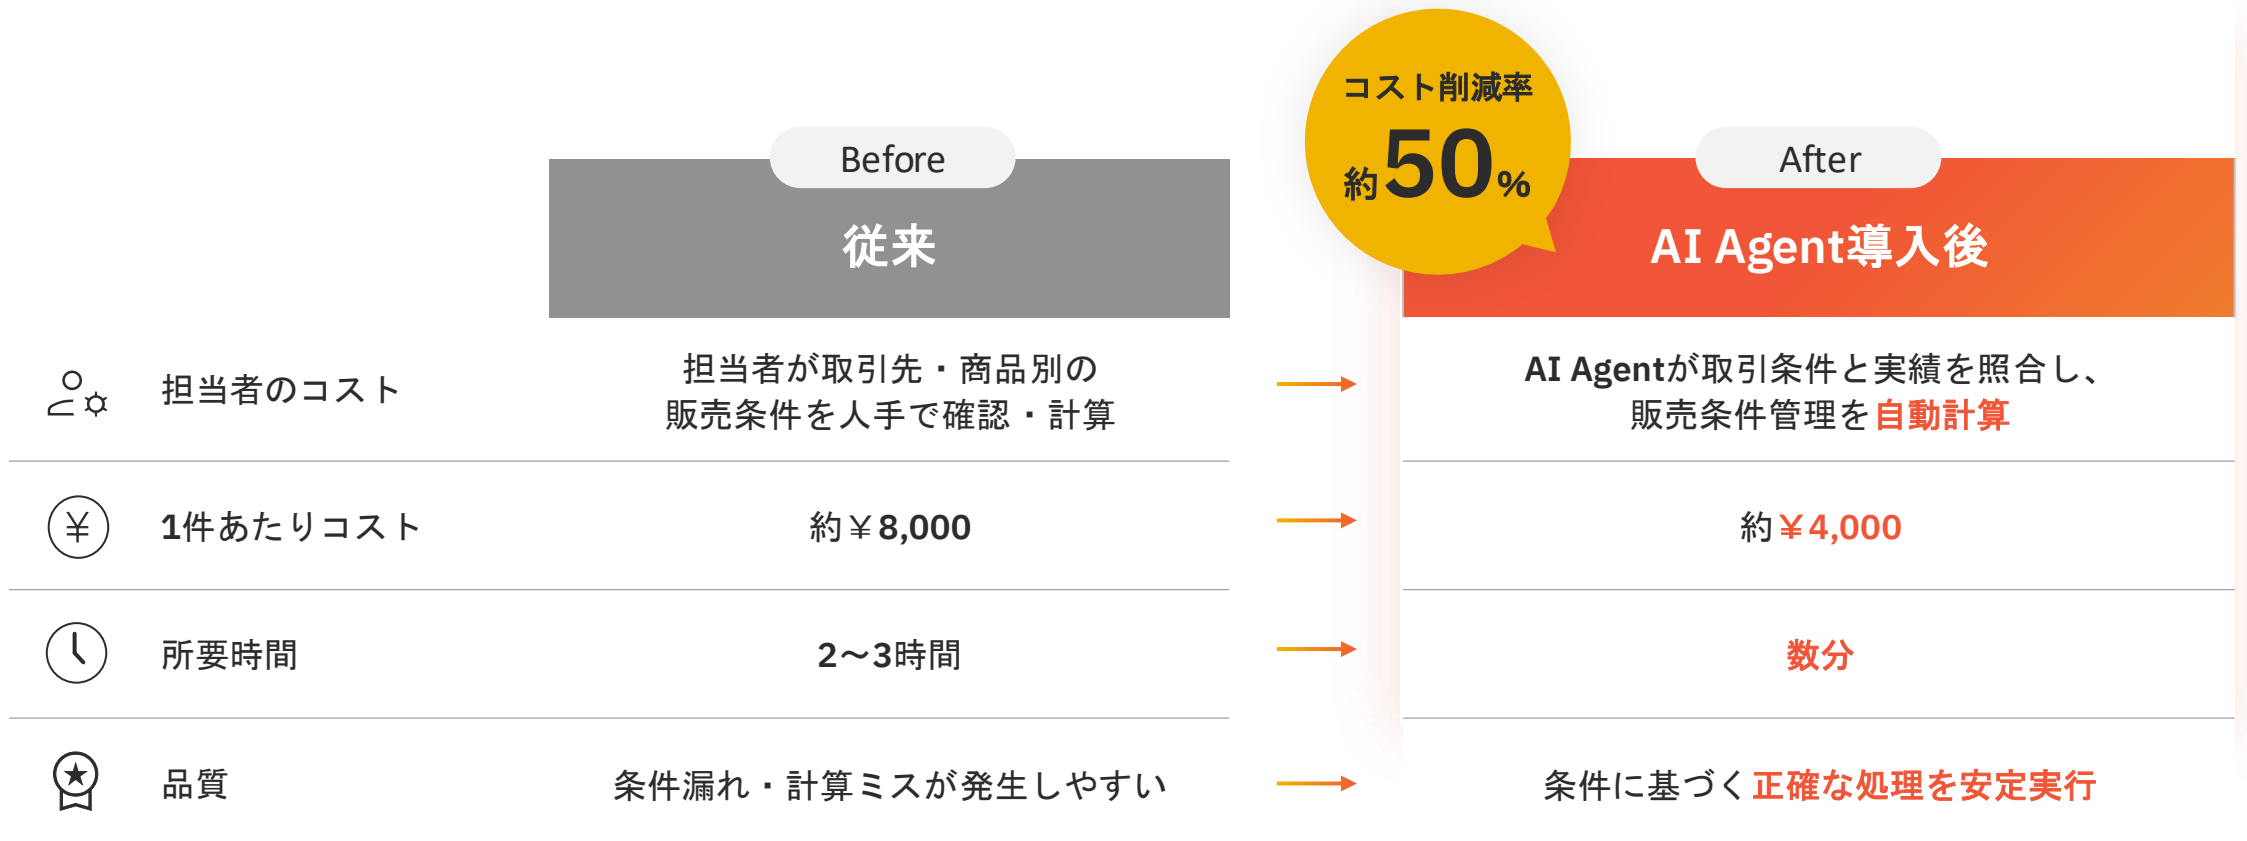 コスト削減率
約50%
Before
After
従来
AI Agent導入後
担当者のコスト
担当者が取引先・商品別の
販売条件を人手で確認・計算
AI Agentが取引条件と実績を照合し、
販売条件管理を自動計算
1件あたりコスト
約￥8,000
約￥4,000
所要時間
2〜3時間
数分
品質
条件漏れ・計算ミスが発生しやすい
条件に基づく正確な処理を安定実行